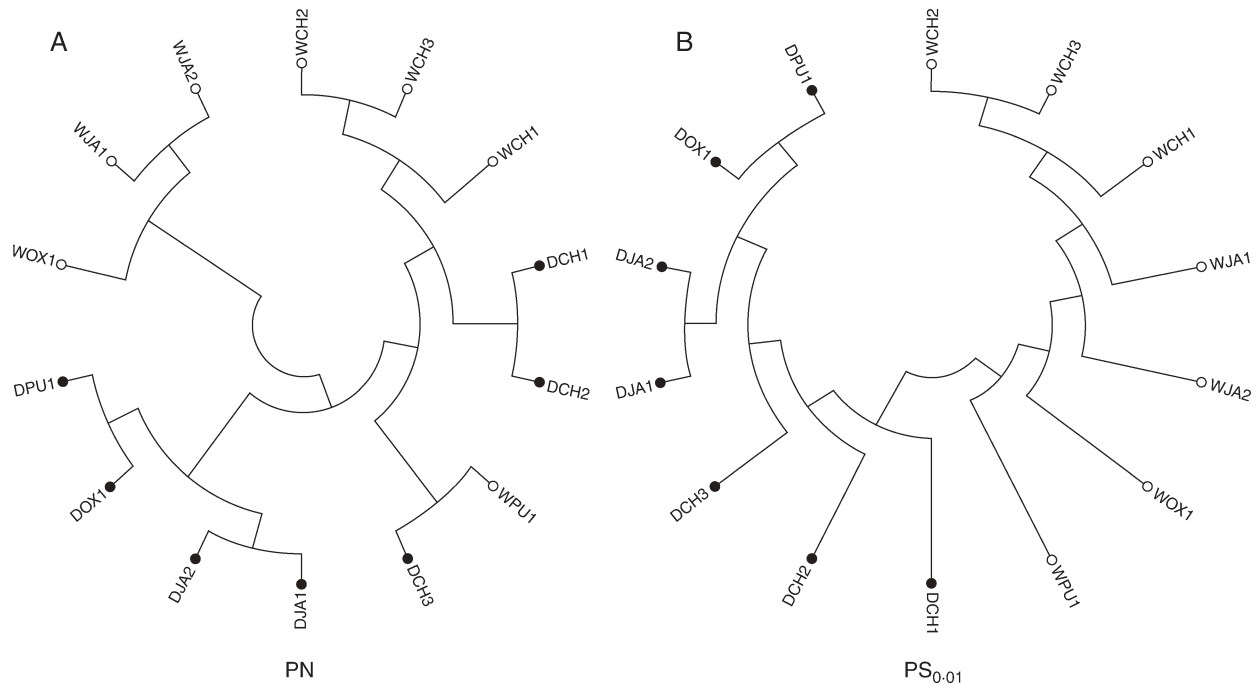 A
WCH2
WCH3
WJA2
WJA1
WCH1
WOX1
DCH1
DPU1
DCH2
DOX1
WPU1
DJA2
DJA1
DCH3
PN
B
WCH2
WCH3
DPU1
DOX1
WCH1
DJA2
WJA1
DJA1
WJA2
DCH3
WOX1
DCH2
DCH1
WPU1
PS0·01